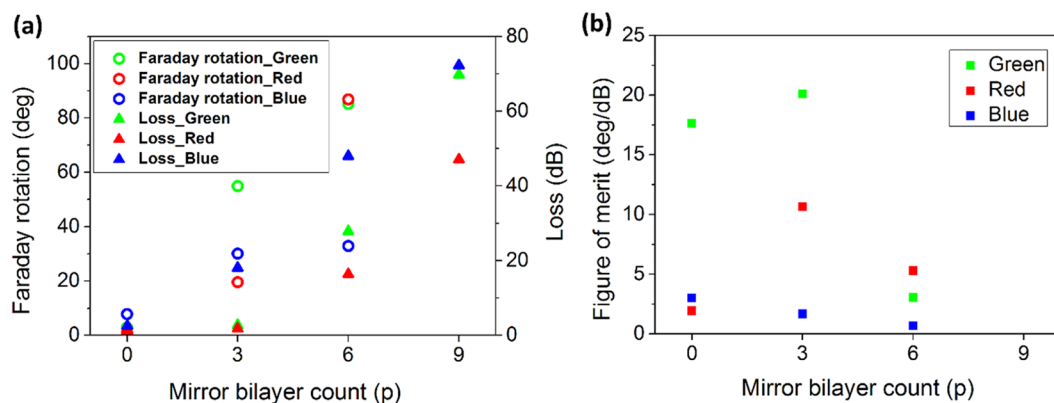 (a)
Faraday rotation (deg)
100
80
60
40
20
0
Faraday rotation_Green
Faraday rotation_Red
Faraday rotation_Blue
Loss_Green
Loss_Red
Loss_Blue
80
60
40
20
0
Loss (dB)
0 3 6 9
Mirror bilayer count (p)
(b)
Figure of merit (deg/dB)
25
20
15
10
5
0
Green
Red
Blue
0 3 6 9
Mirror bilayer count (p)